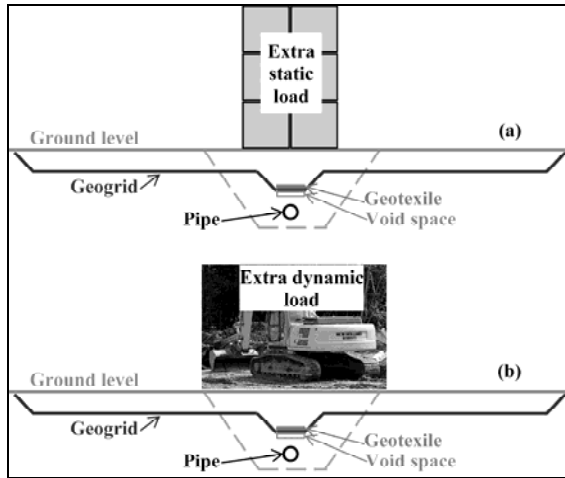 Extra
static
load
Ground level
(a)
Geogrid
Geotexile
Void space
Pipe
Extra dynamic
load
Ground level
(b)
Geogrid
Geotexile
Void space
Pipe